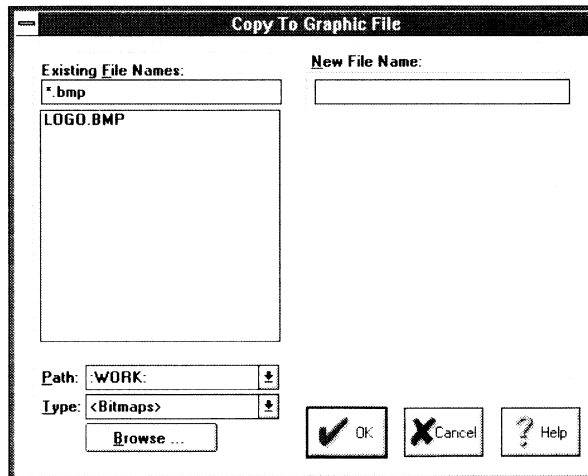 Copy To Graphic File
Existing File Names:
*.bmp
LOGO.BMP
New File Name:
Path: :WORK:
Type: <Bitmaps>
Browse ...
OK
Cancel
? Help